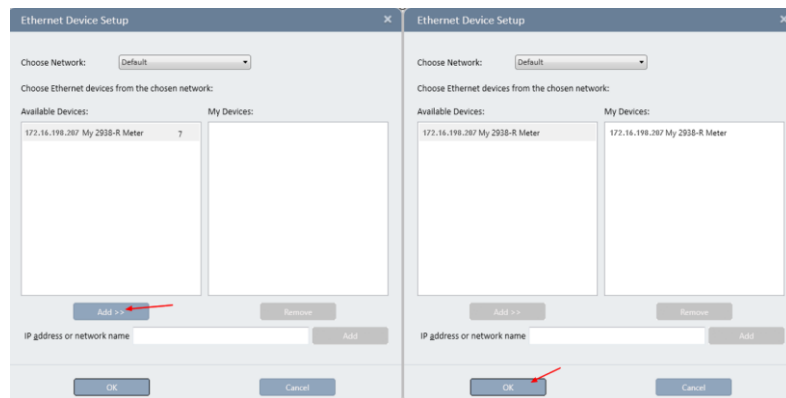 Ethernet Device Setup
Choose Network: Default
Choose Ethernet devices from the chosen network:
Available Devices: My Devices:
172.16.198.207 My 2938-R Meter 7
Add >> Remove
IP address or network name Add
OK Cancel
Ethernet Device Setup
Choose Network: Default
Choose Ethernet devices from the chosen network:
Available Devices: My Devices:
172.16.198.207 My 2938-R Meter 172.16.198.207 My 2938-R Meter
Add >> Remove
IP address or network name Add
OK Cancel